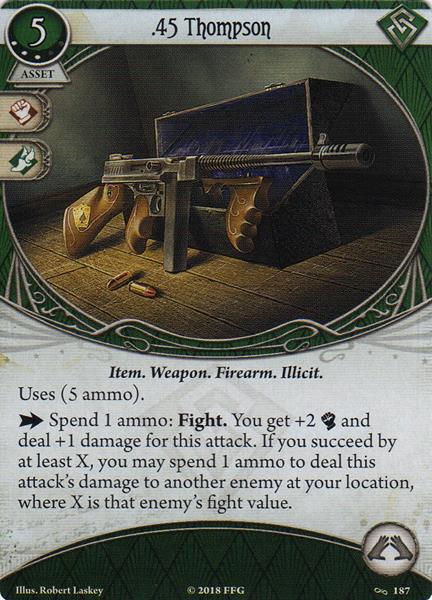 5
.45 Thompson
ASSET
Item. Weapon. Firearm. Illicit.
Uses (5 ammo).
Spend 1 ammo: Fight. You get +2 and
deal +1 damage for this attack. If you succeed by
at least X, you may spend 1 ammo to deal this
attack's damage to another enemy at your location,
where X is that enemy's fight value.
Illus. Robert Laskey
© 2018 FFG
187